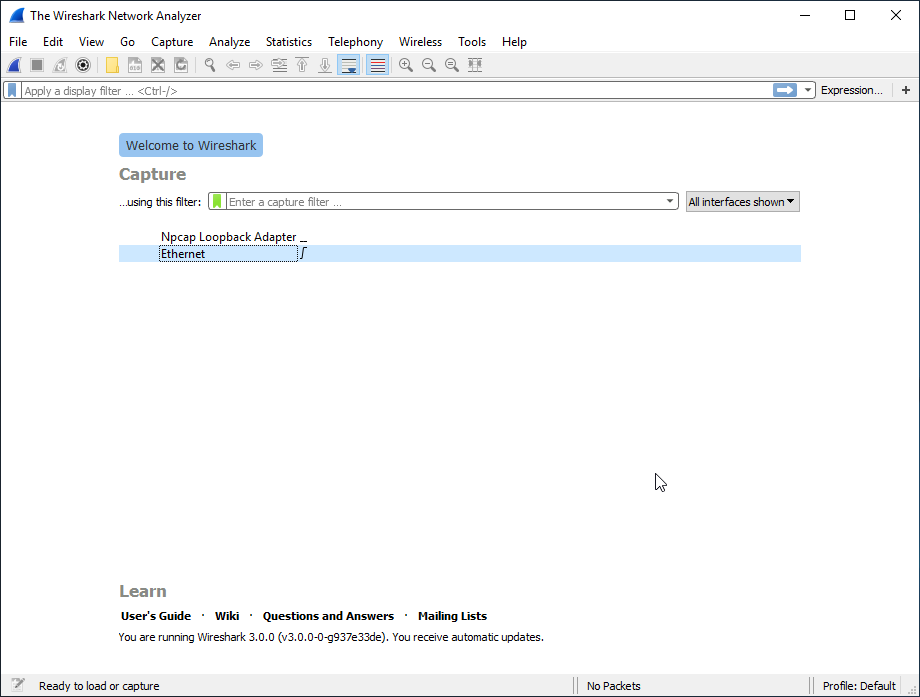 The Wireshark Network Analyzer
File Edit View Go Capture Analyze Statistics Telephony Wireless Tools Help
Apply a display filter ... <Ctrl-/> Expression... +
Welcome to Wireshark
Capture
...using this filter: Enter a capture filter ... All interfaces shown
Npcap Loopback Adapter
Ethernet
Learn
User's Guide · Wiki · Questions and Answers · Mailing Lists
You are running Wireshark 3.0.0 (v3.0.0-0-g937e33de). You receive automatic updates.
Ready to load or capture No Packets Profile: Default